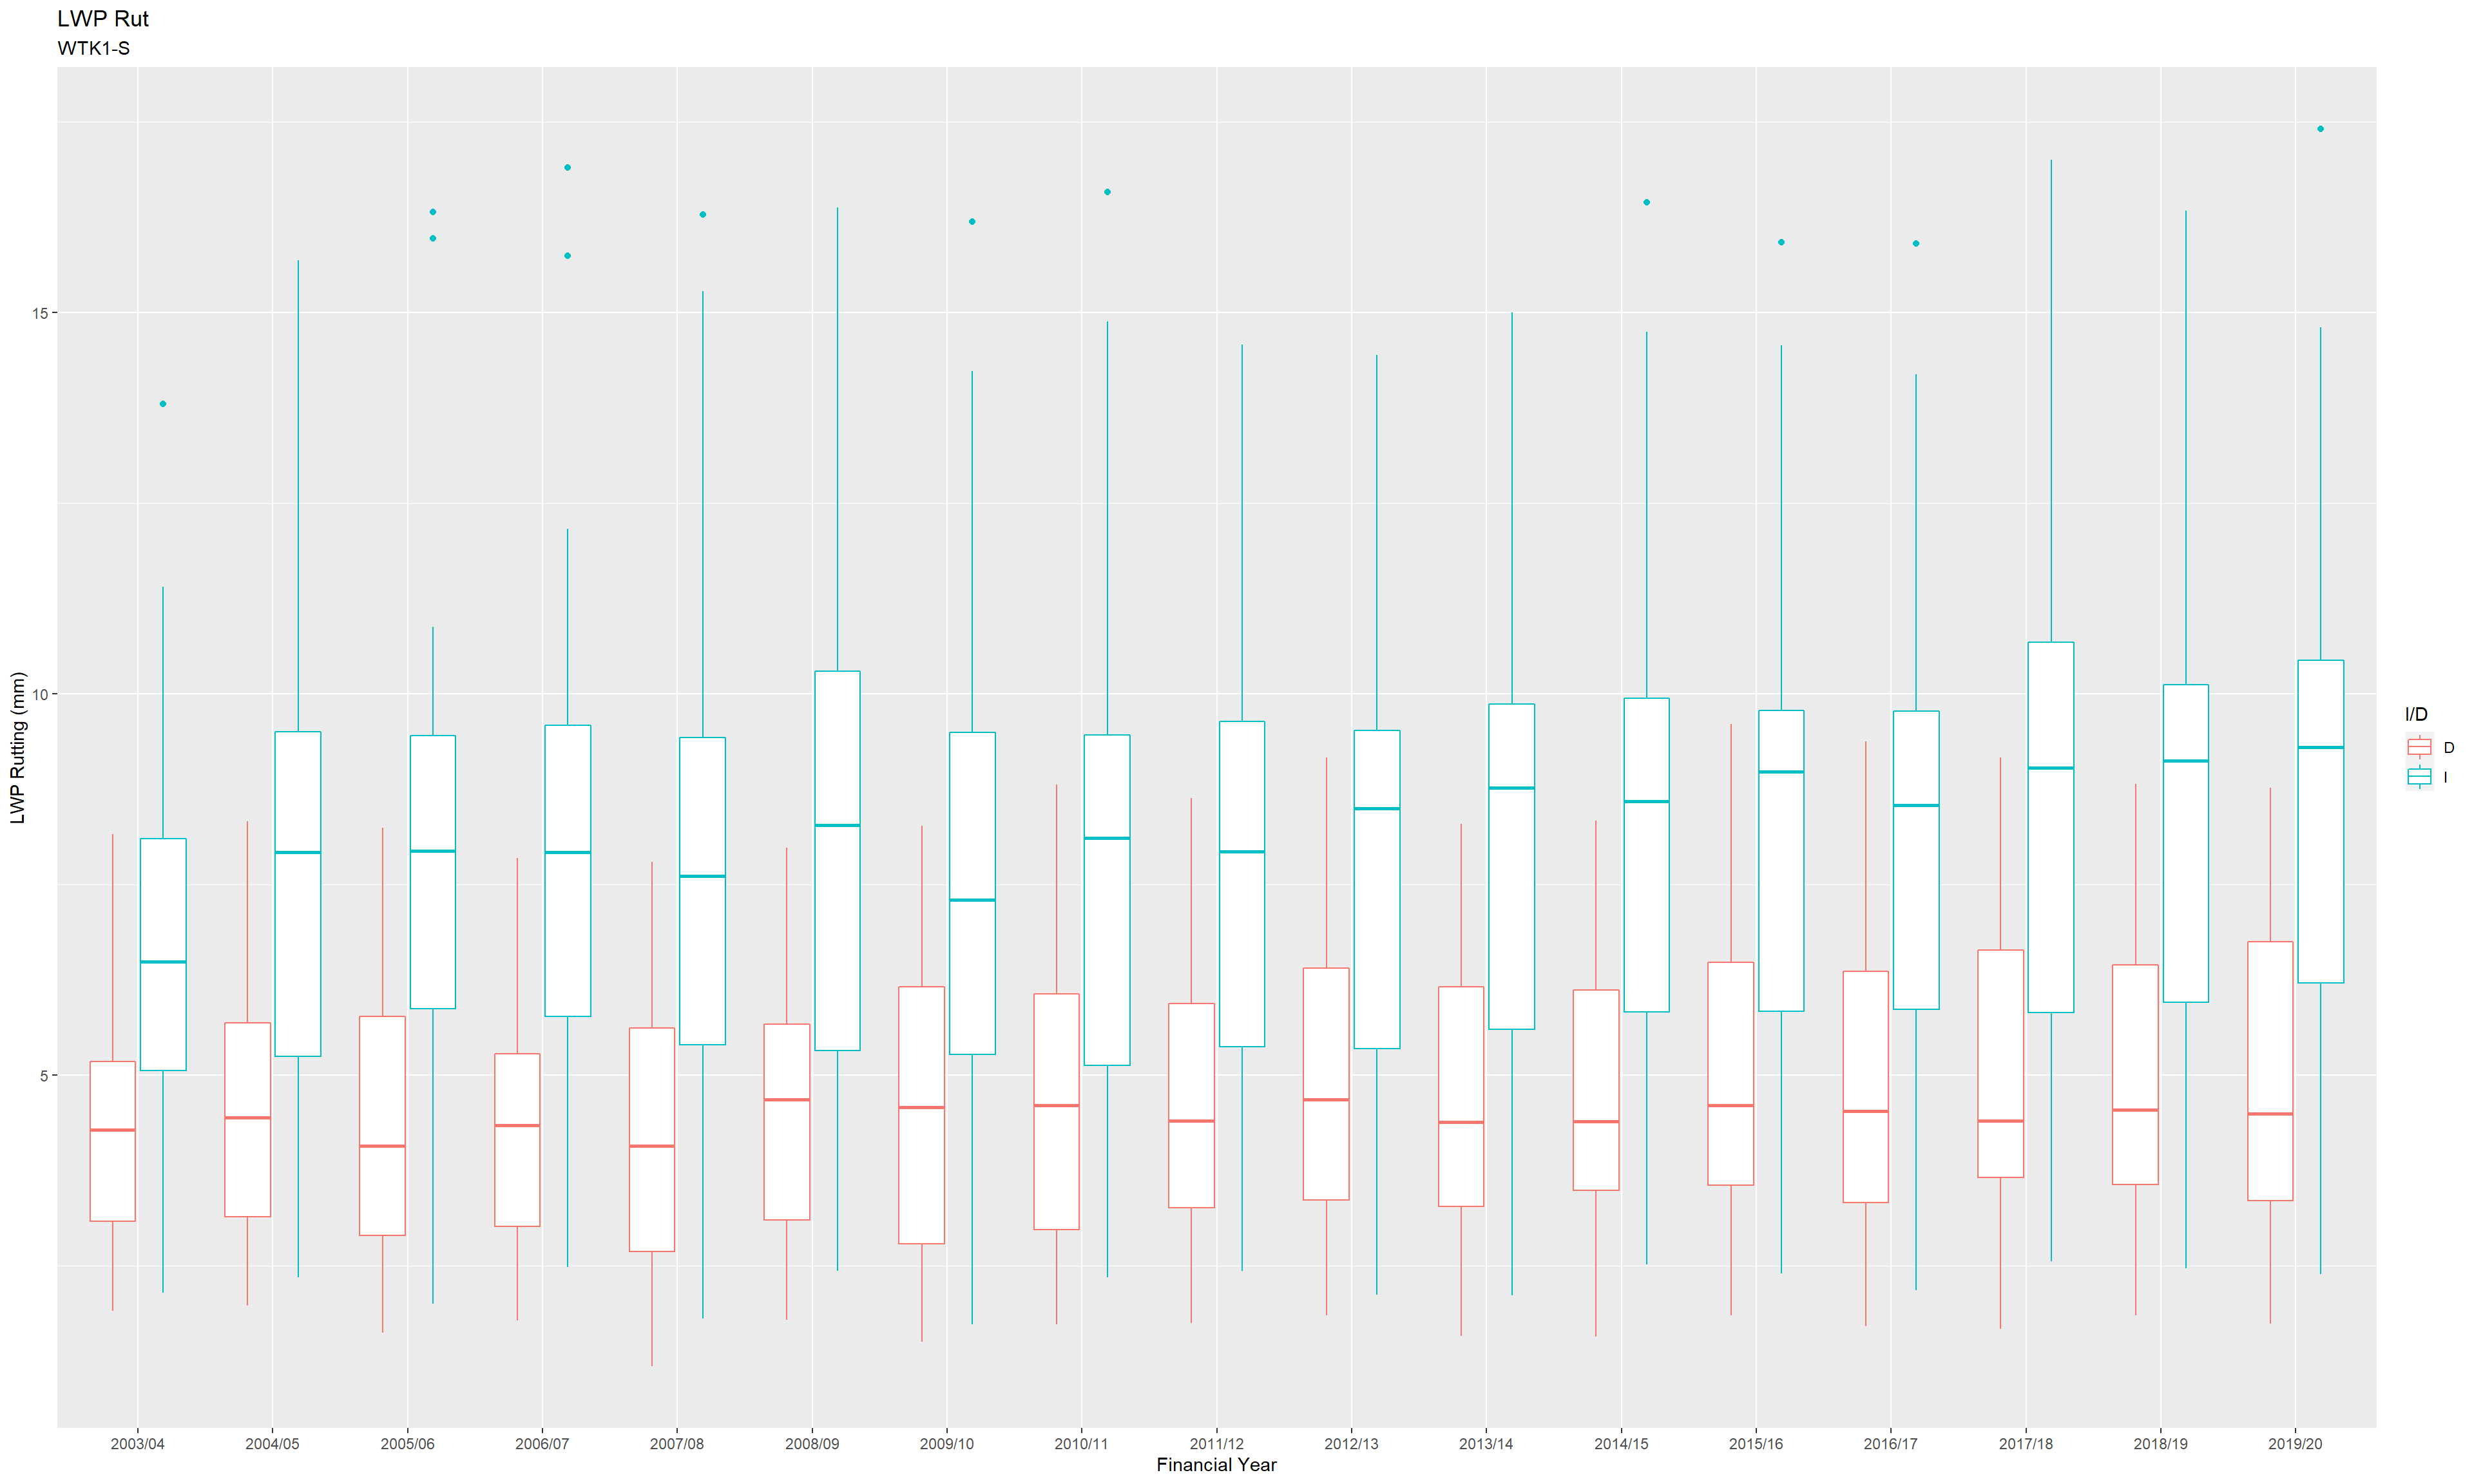 LWP Rut
WTK1-S
LWP Rutting (mm)
15
10
5
2003/04 2004/05 2005/06 2006/07 2007/08 2008/09 2009/10 2010/11 2011/12 2012/13 2013/14 2014/15 2015/16 2016/17 2017/18 2018/19 2019/20
Financial Year
I/D
D
I